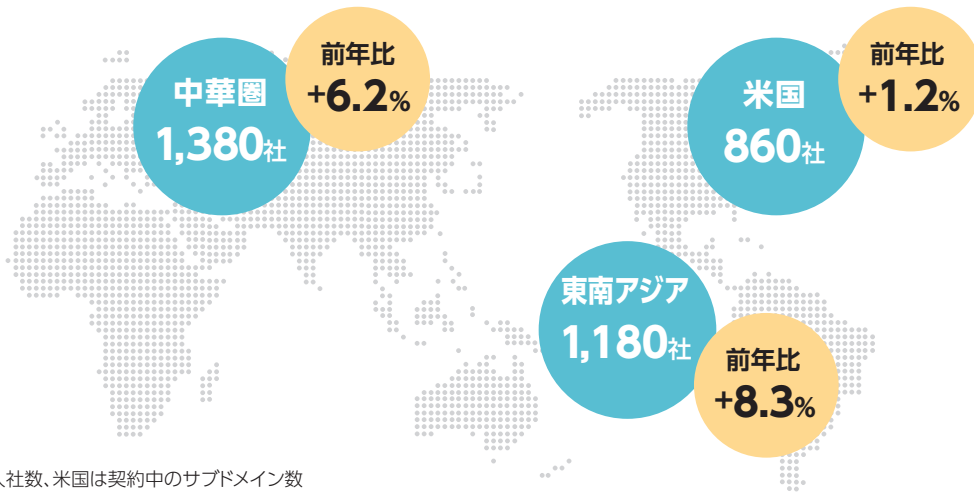 中華圏
1,380社
前年比
+6.2%
米国
860社
前年比
+1.2%
東南アジア
1,180社
前年比
+8.3%
社数、米国は契約中のサブドメイン数